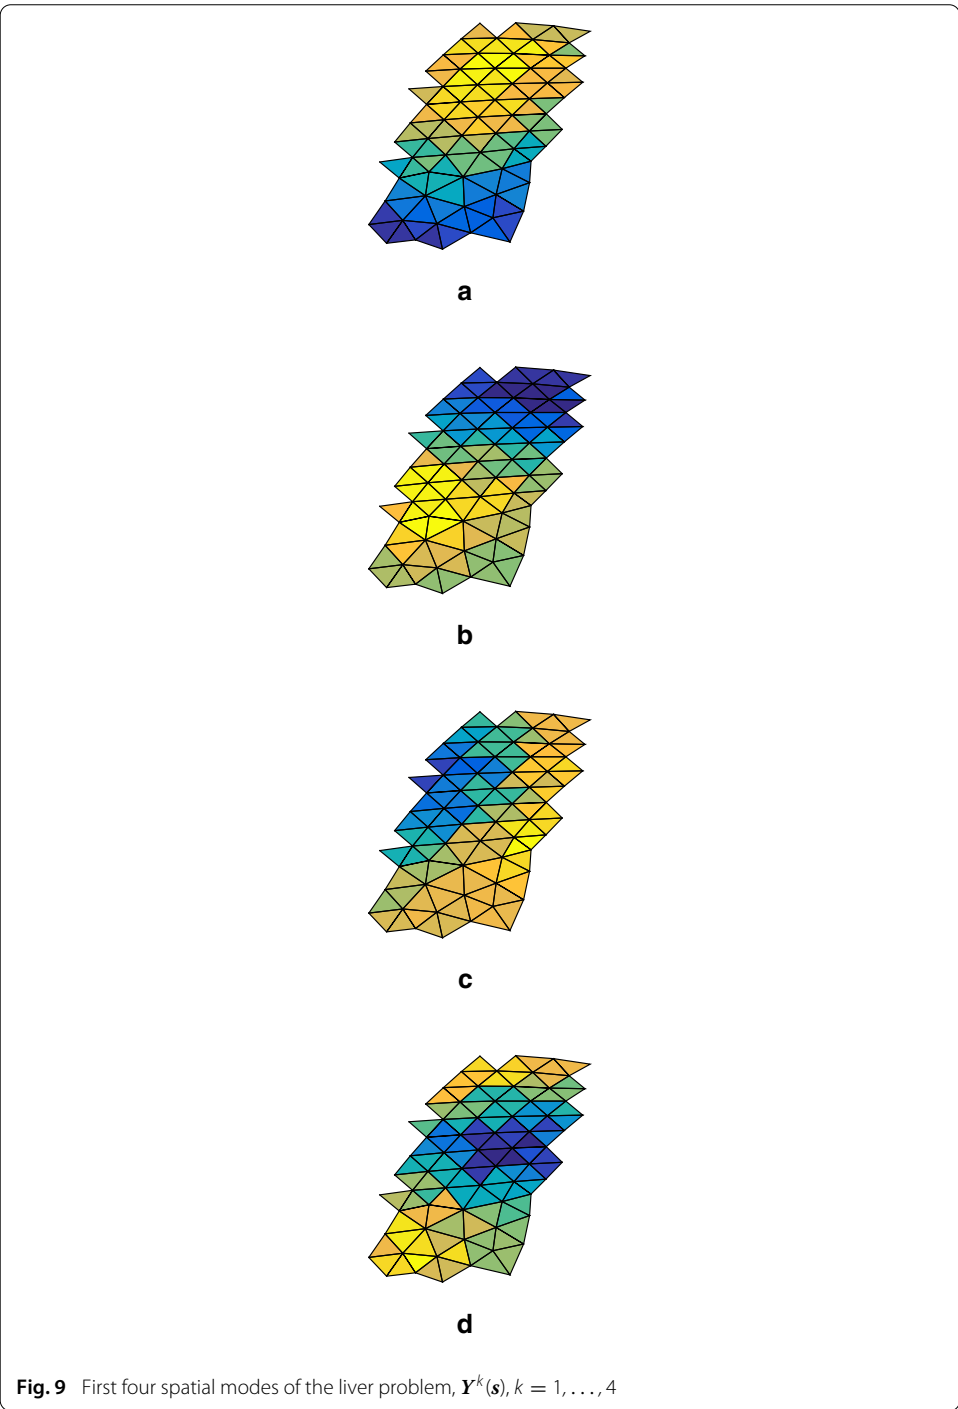 a
b
c
d
Fig. 9 First four spatial modes of the liver problem, Y^k(s), k = 1, . . . , 4